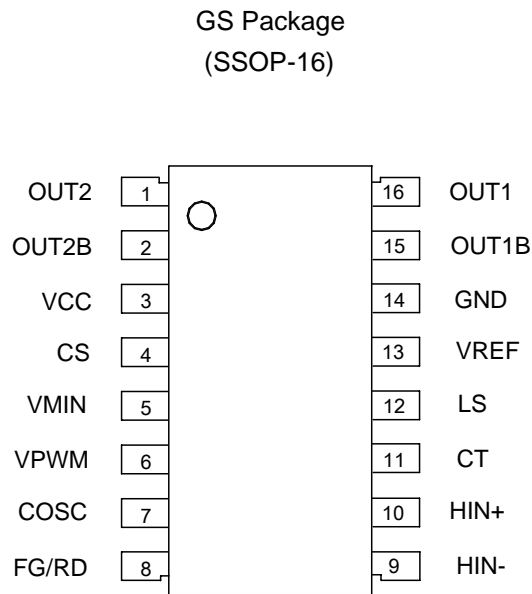 GS Package
(SSOP-16)
OUT2 1 16 OUT1
OUT2B 2 15 OUT1B
VCC 3 14 GND
CS 4 13 VREF
VMIN 5 12 LS
VPWM 6 11 CT
COSC 7 10 HIN+
FG/RD 8 9 HIN-